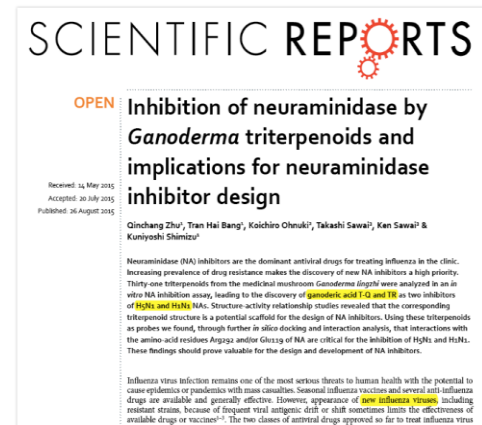 SCIENTIFIC REPORTS
OPEN
Inhibition of neuraminidase by
Ganoderma triterpenoids and
implications for neuraminidase
inhibitor design
Received: 14 May 2015
Accepted: 20 July 2015
Published: 26 August 2015
Qinchang Zhu¹, Tran Hai Bang¹, Koichiro Ohnuki², Takashi Sawai³, Ken Sawai³ &
Kuniyoshi Shimizu¹
Neuraminidase (NA) inhibitors are the dominant antiviral drugs for treating influenza in the clinic.
Increasing prevalence of drug resistance makes the discovery of new NA inhibitors a high priority.
Thirty-one triterpenoids from the medicinal mushroom Ganoderma lingzhi were analyzed in an in
vitro NA inhibition assay, leading to the discovery of ganoderic acid T-Q and TR as two inhibitors
of H5N1 and H1N1 NAs. Structure-activity relationship studies revealed that the corresponding
triterpenoid structure is a potential scaffold for the design of NA inhibitors. Using these triterpenoids
as probes we found, through further in silico docking and interaction analysis, that interactions with
the amino-acid residues Arg292 and/or Glu119 of NA are critical for the inhibition of H5N1 and H1N1.
These findings should prove valuable for the design and development of NA inhibitors.
Influenza virus infection remains one of the most serious threats to human health with the potential to
cause epidemics or pandemics with mass casualties. Seasonal influenza vaccines and several anti-influenza
drugs are available and generally effective. However, appearance of new influenza viruses, including
resistant strains, because of frequent viral antigenic drift or shift sometimes limits the effectiveness of
available drugs or vaccines¹⁻³. The two classes of antiviral drugs approved so far to treat influenza virus